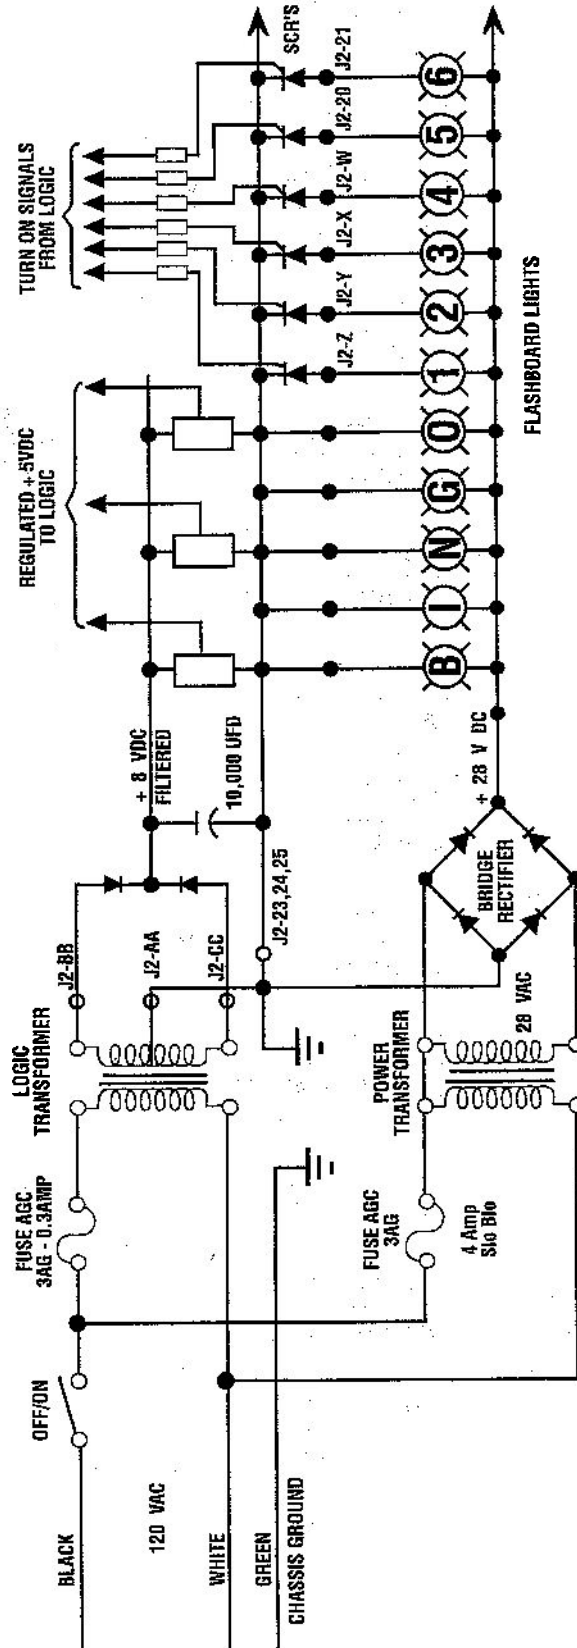 BLACK
120 VAC
WHITE
GREEN
CHASSIS GROUND
OFF/ON
FUSE AGC
3AG - 0.3AMP
LOGIC
TRANSFORMER
J2-BB
J2-AA
J2-CC
+ 8 VDC
FILTERED
10,000 UFD
J2-23,24,25
FUSE AGC
3AG
4 Amp
Slo Blo
POWER
TRANSFORMER
28 VAC
BRIDGE
RECTIFIER
+ 28 V DC
REGULATED + 5VDC
TO LOGIC
TURN ON SIGNALS
FROM LOGIC
SCR'S
J2-Z
J2-Y
J2-X
J2-W
J2-20
J2-21
B I N G O 1 2 3 4 5 6
FLASHBOARD LIGHTS